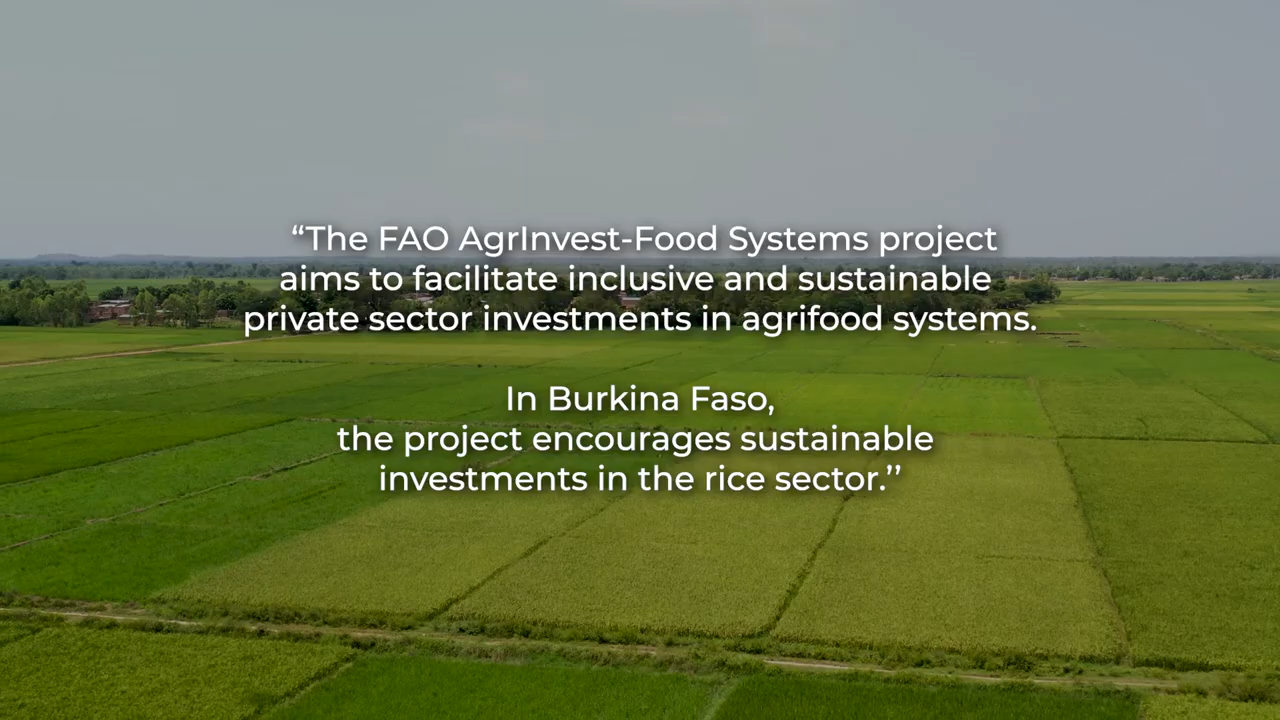 “The FAO AgrInvest-Food Systems project
aims to facilitate inclusive and sustainable
private sector investments in agrifood systems.
In Burkina Faso,
the project encourages sustainable
investments in the rice sector.’’